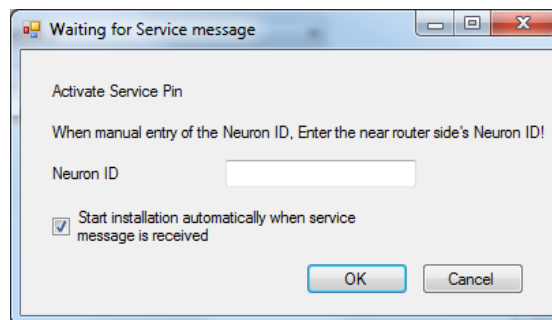 Waiting for Service message
Activate Service Pin
When manual entry of the Neuron ID, Enter the near router side's Neuron ID!
Neuron ID
Start installation automatically when service
message is received
OK
Cancel